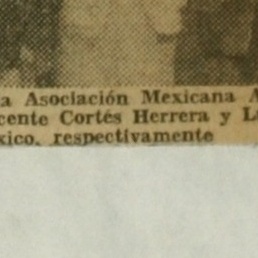 a Asociación Mexicana A
cente Cortés Herrera y L
xico, respectivamente